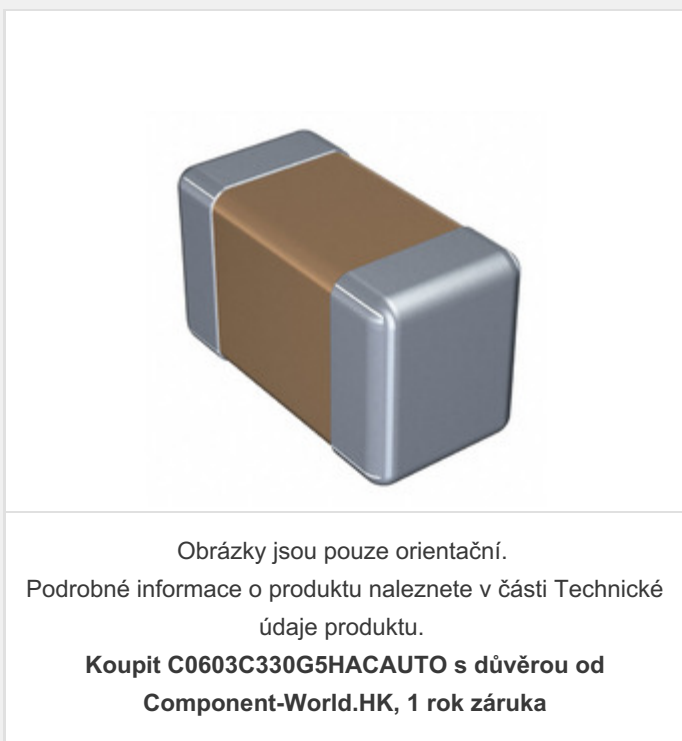 Obrázky jsou pouze orientační.
Podrobné informace o produktu naleznete v části Technické
údaje produktu.
Koupit C0603C330G5HACAUTO s důvěrou od
Component-World.HK, 1 rok záruka